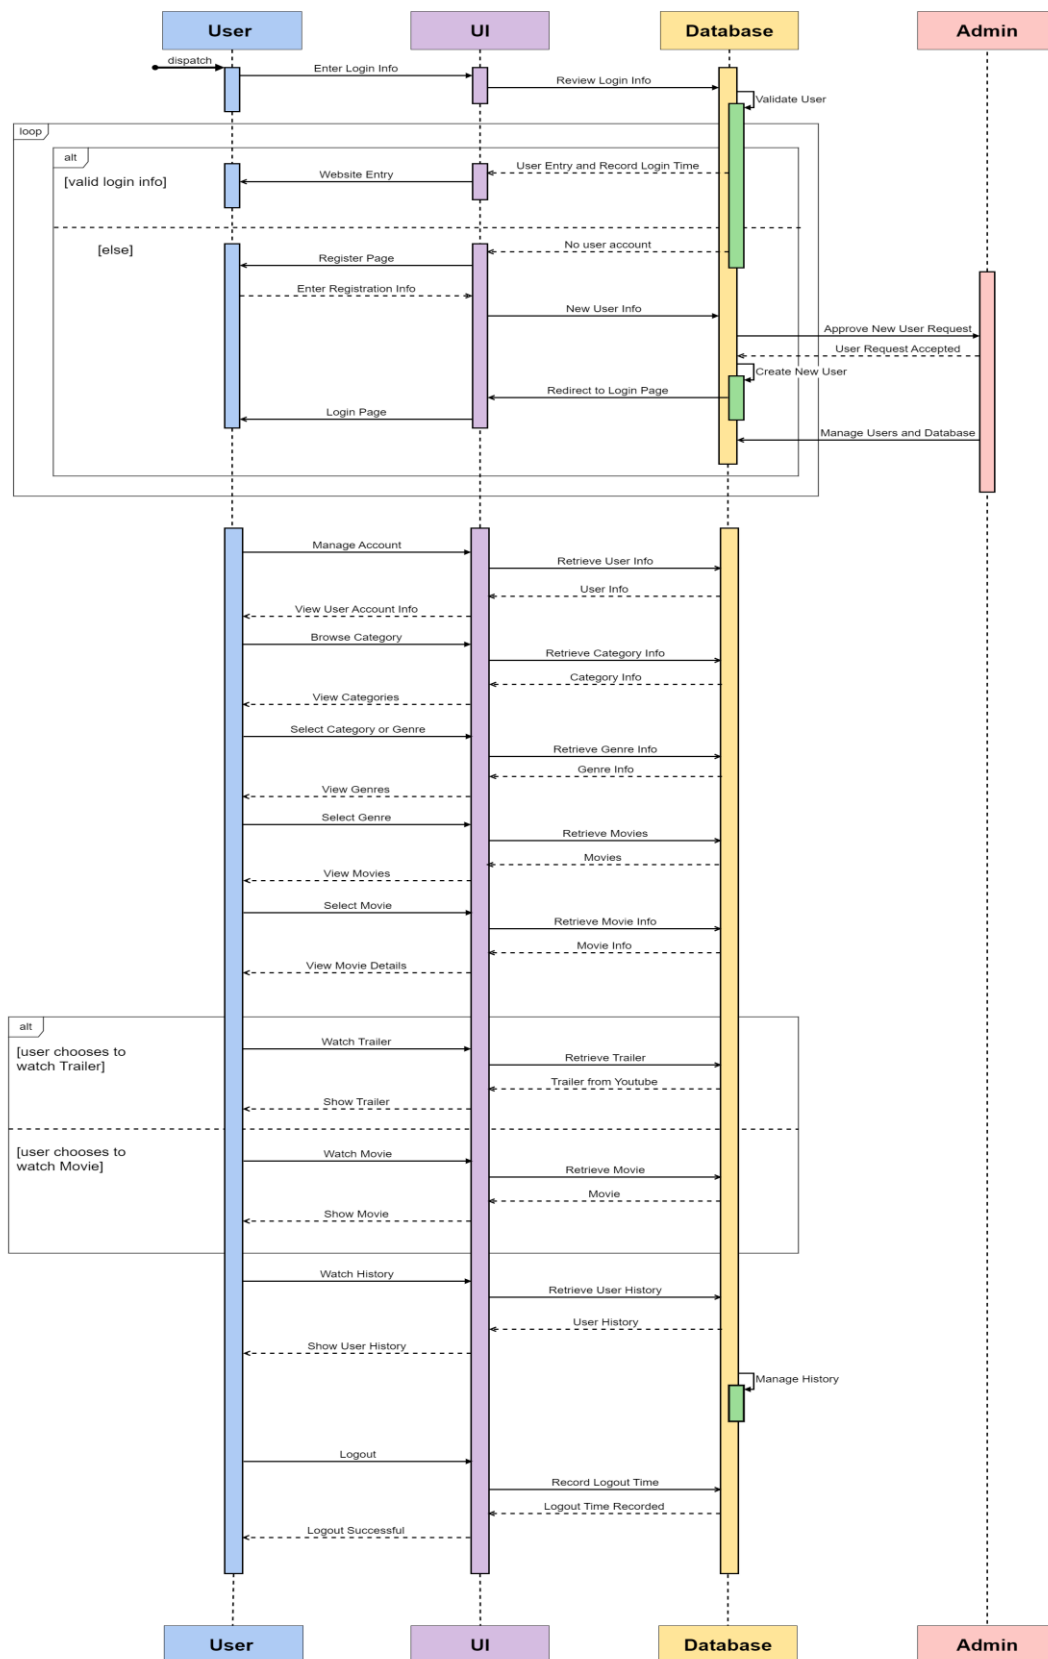 User
UI
Database
Admin
dispatch
Enter Login Info
Review Login Info
Validate User
loop
alt
[valid login info]
User Entry and Record Login Time
Website Entry
[else]
No user account
Register Page
Enter Registration Info
New User Info
Approve New User Request
User Request Accepted
Create New User
Redirect to Login Page
Login Page
Manage Users and Database
Manage Account
Retrieve User Info
User Info
View User Account Info
Browse Category
Retrieve Category Info
Category Info
View Categories
Select Category or Genre
Retrieve Genre Info
Genre Info
View Genres
Select Genre
Retrieve Movies
Movies
View Movies
Select Movie
Retrieve Movie Info
Movie Info
View Movie Details
alt
[user chooses to
watch Trailer]
Watch Trailer
Retrieve Trailer
Trailer from Youtube
Show Trailer
[user chooses to
watch Movie]
Watch Movie
Retrieve Movie
Movie
Show Movie
Watch History
Retrieve User History
User History
Show User History
Manage History
Logout
Record Logout Time
Logout Time Recorded
Logout Successful
User
UI
Database
Admin